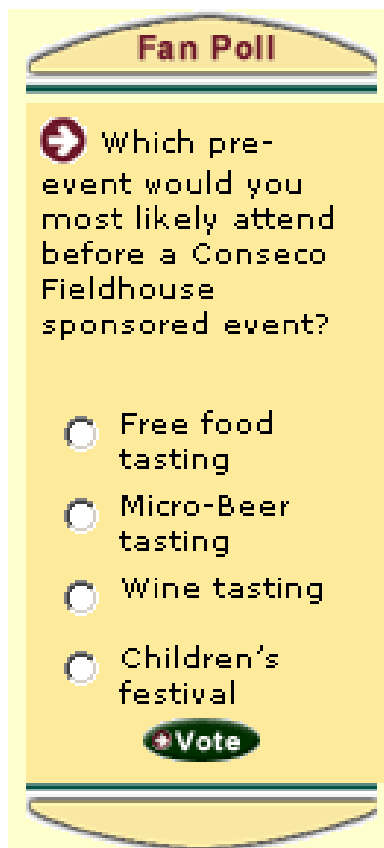 Fan Poll
Which pre-
event would you
most likely attend
before a Conseco
Fieldhouse
sponsored event?
Free food
tasting
Micro-Beer
tasting
Wine tasting
Children's
festival
Vote